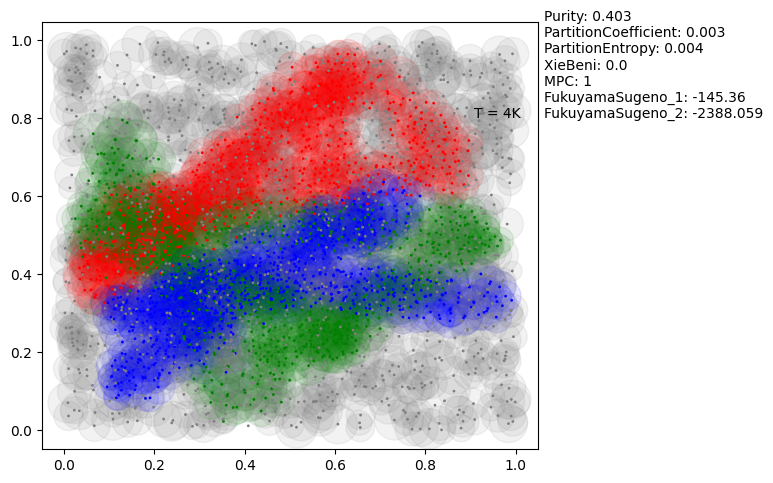 Purity: 0.403
PartitionCoefficient: 0.003
PartitionEntropy: 0.004
XieBeni: 0.0
MPC: 1
FukuyamaSugeno_1: -145.36
FukuyamaSugeno_2: -2388.059
T = 4K
1.0
0.8
0.6
0.4
0.2
0.0
0.0 0.2 0.4 0.6 0.8 1.0